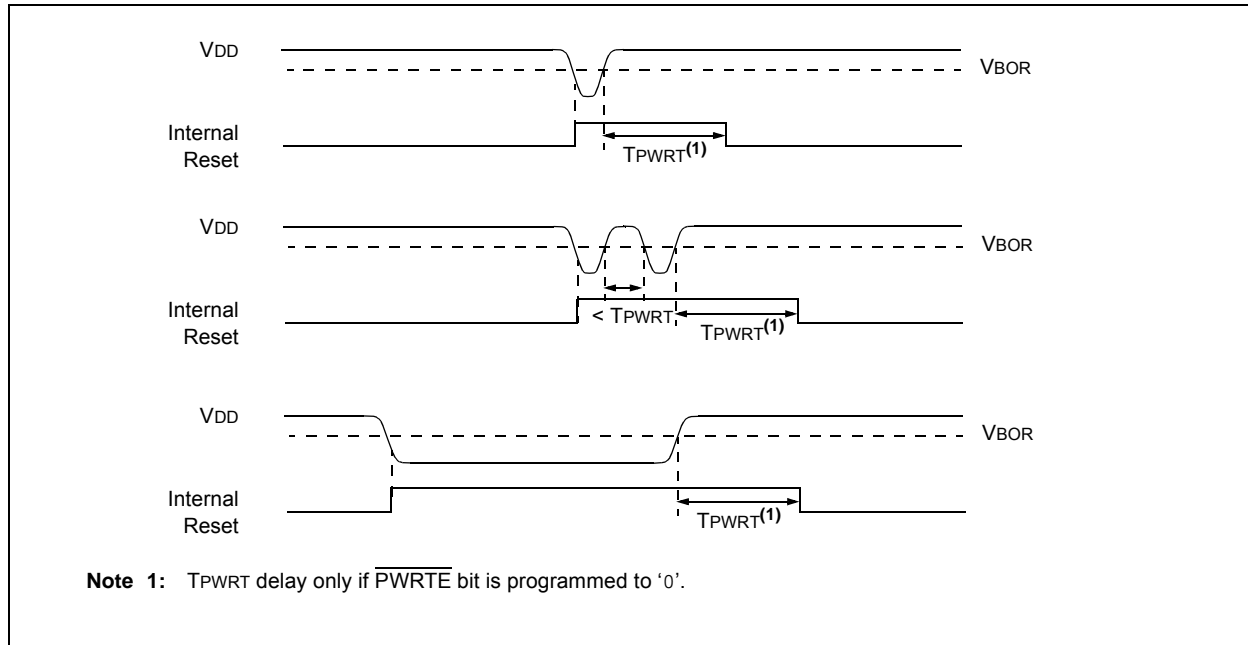 VDD
VBOR
Internal
Reset
TPWRT(1)
VDD
VBOR
Internal
Reset
< TPWRT
TPWRT(1)
VDD
VBOR
Internal
Reset
TPWRT(1)
Note 1: TPWRT delay only if PWRTE bit is programmed to ‘0’.